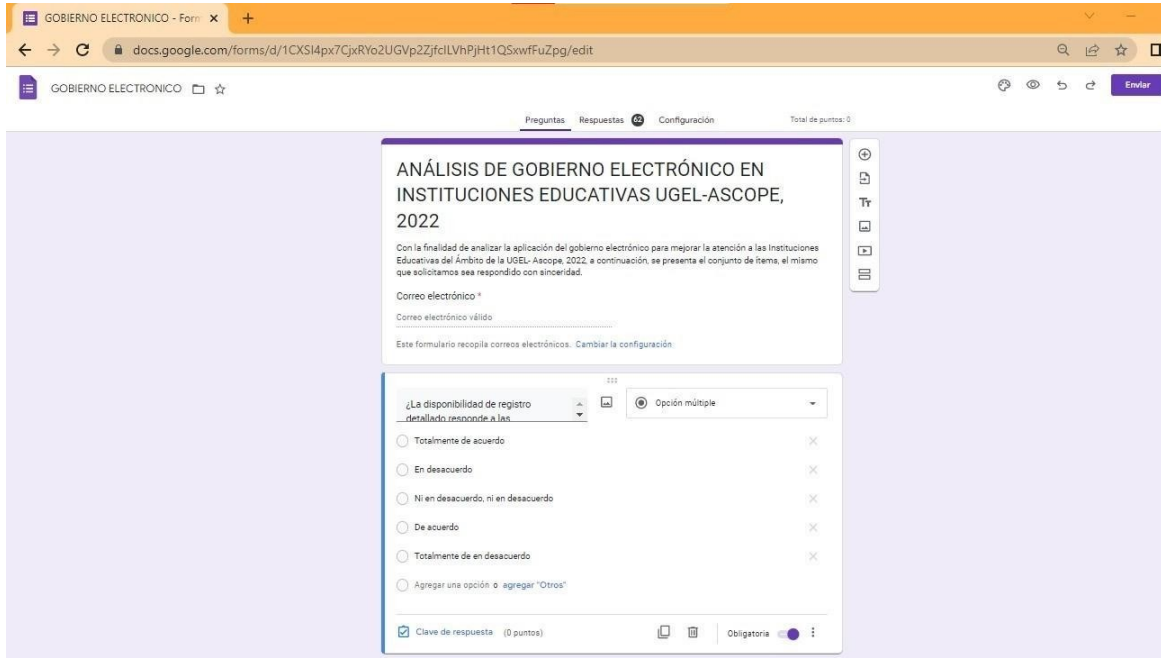 GOBIERNO ELECTRONICO - Form
docs.google.com/forms/d/1CXSI4px7CjxRYo2UGVp2ZjfcILVhPjHt1QSxwfFuZpg/edit
GOBIERNO ELECTRONICO
Enviar
Preguntas Respuestas 62 Configuración Total de puntos: 0
ANÁLISIS DE GOBIERNO ELECTRÓNICO EN
INSTITUCIONES EDUCATIVAS UGEL-ASCOPE,
2022
Con la finalidad de analizar la aplicación del gobierno electrónico para mejorar la atención a las Instituciones
Educativas del Ámbito de la UGEL- Ascope, 2022, a continuación, se presenta el conjunto de ítems, el mismo
que solicitamos sea respondido con sinceridad.
Correo electrónico *
Correo electrónico válido
Este formulario recopila correos electrónicos. Cambiar la configuración
¿La disponibilidad de registro
detallado responde a las
Opción múltiple
Totalmente de acuerdo
En desacuerdo
Ni en desacuerdo, ni en desacuerdo
De acuerdo
Totalmente de en desacuerdo
Agregar una opción o agregar "Otros"
Clave de respuesta (0 puntos)
Obligatoria
Tт